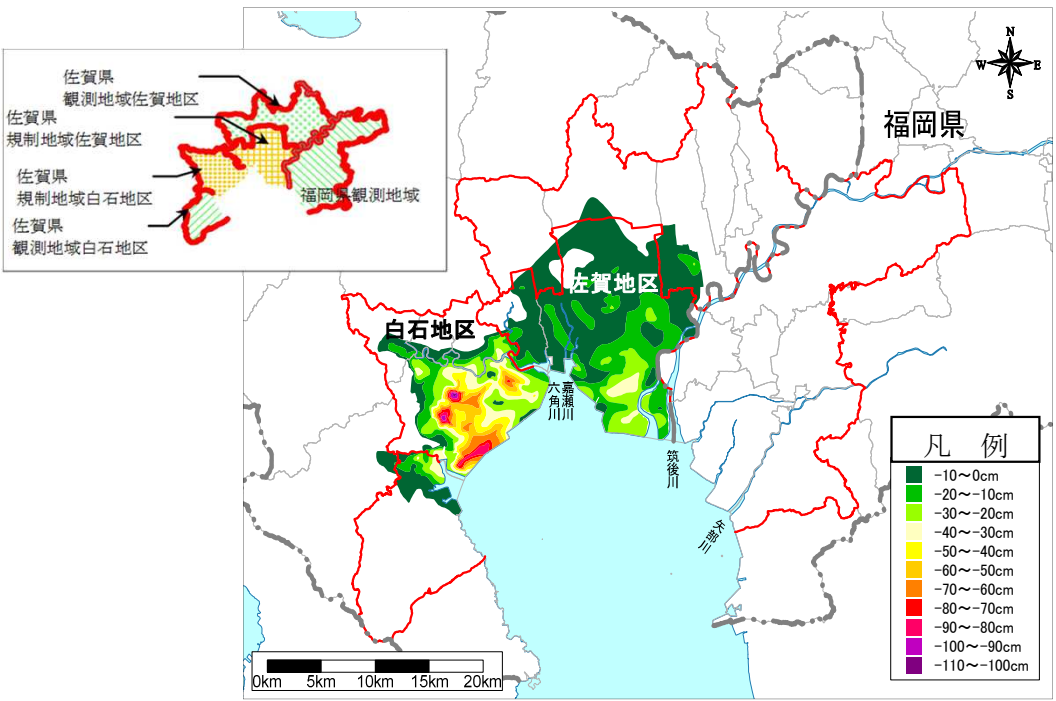 佐賀県
観測地域佐賀地区
佐賀県
規制地域佐賀地区
佐賀県
規制地域白石地区
佐賀県
観測地域白石地区
福岡県観測地域
N
W
E
S
福岡県
佐賀地区
白石地区
六角川
嘉瀬川
筑後川
矢部川
凡 例
-10～0cm
-20～-10cm
-30～-20cm
-40～-30cm
-50～-40cm
-60～-50cm
-70～-60cm
-80～-70cm
-90～-80cm
-100～-90cm
-110～-100cm
0km 5km 10km 15km 20km